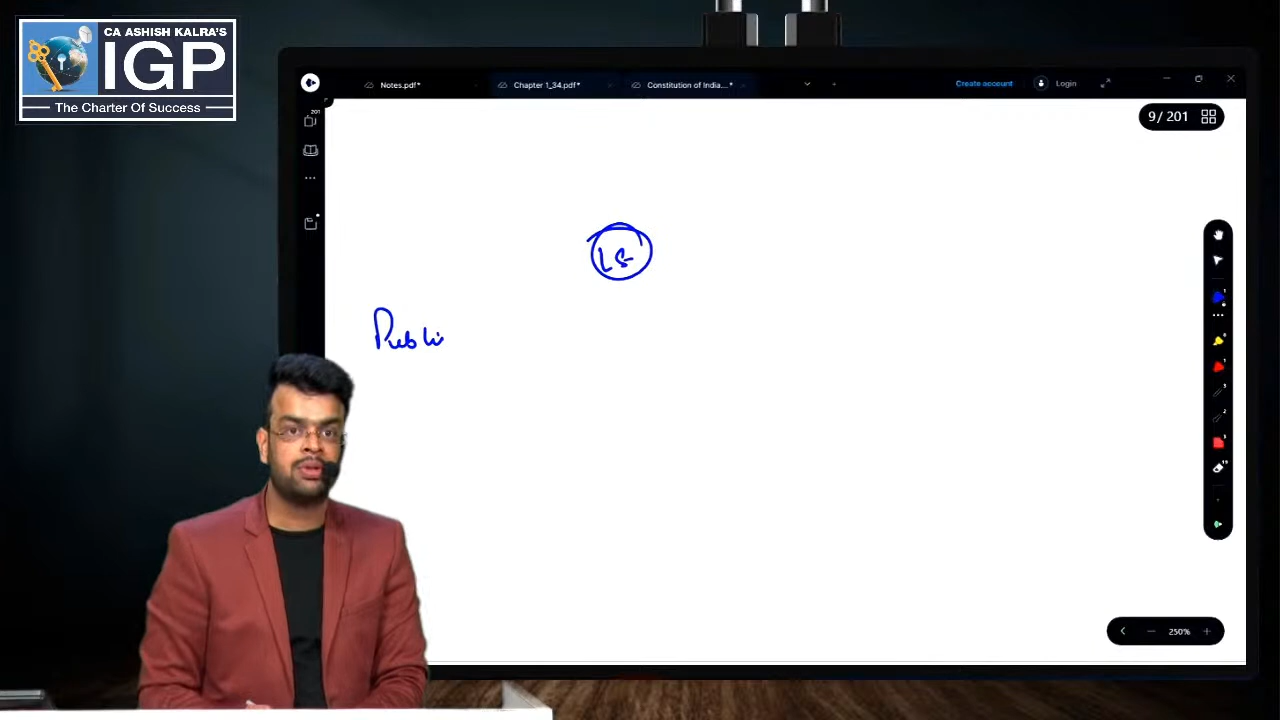 CA ASHISH KALRA'S
IGP
The Charter Of Success
Notes.pdf*
Chapter 1_34.pdf*
Constitution of India....*
Create account
Login
201
9/ 201
LS
Publi
250%